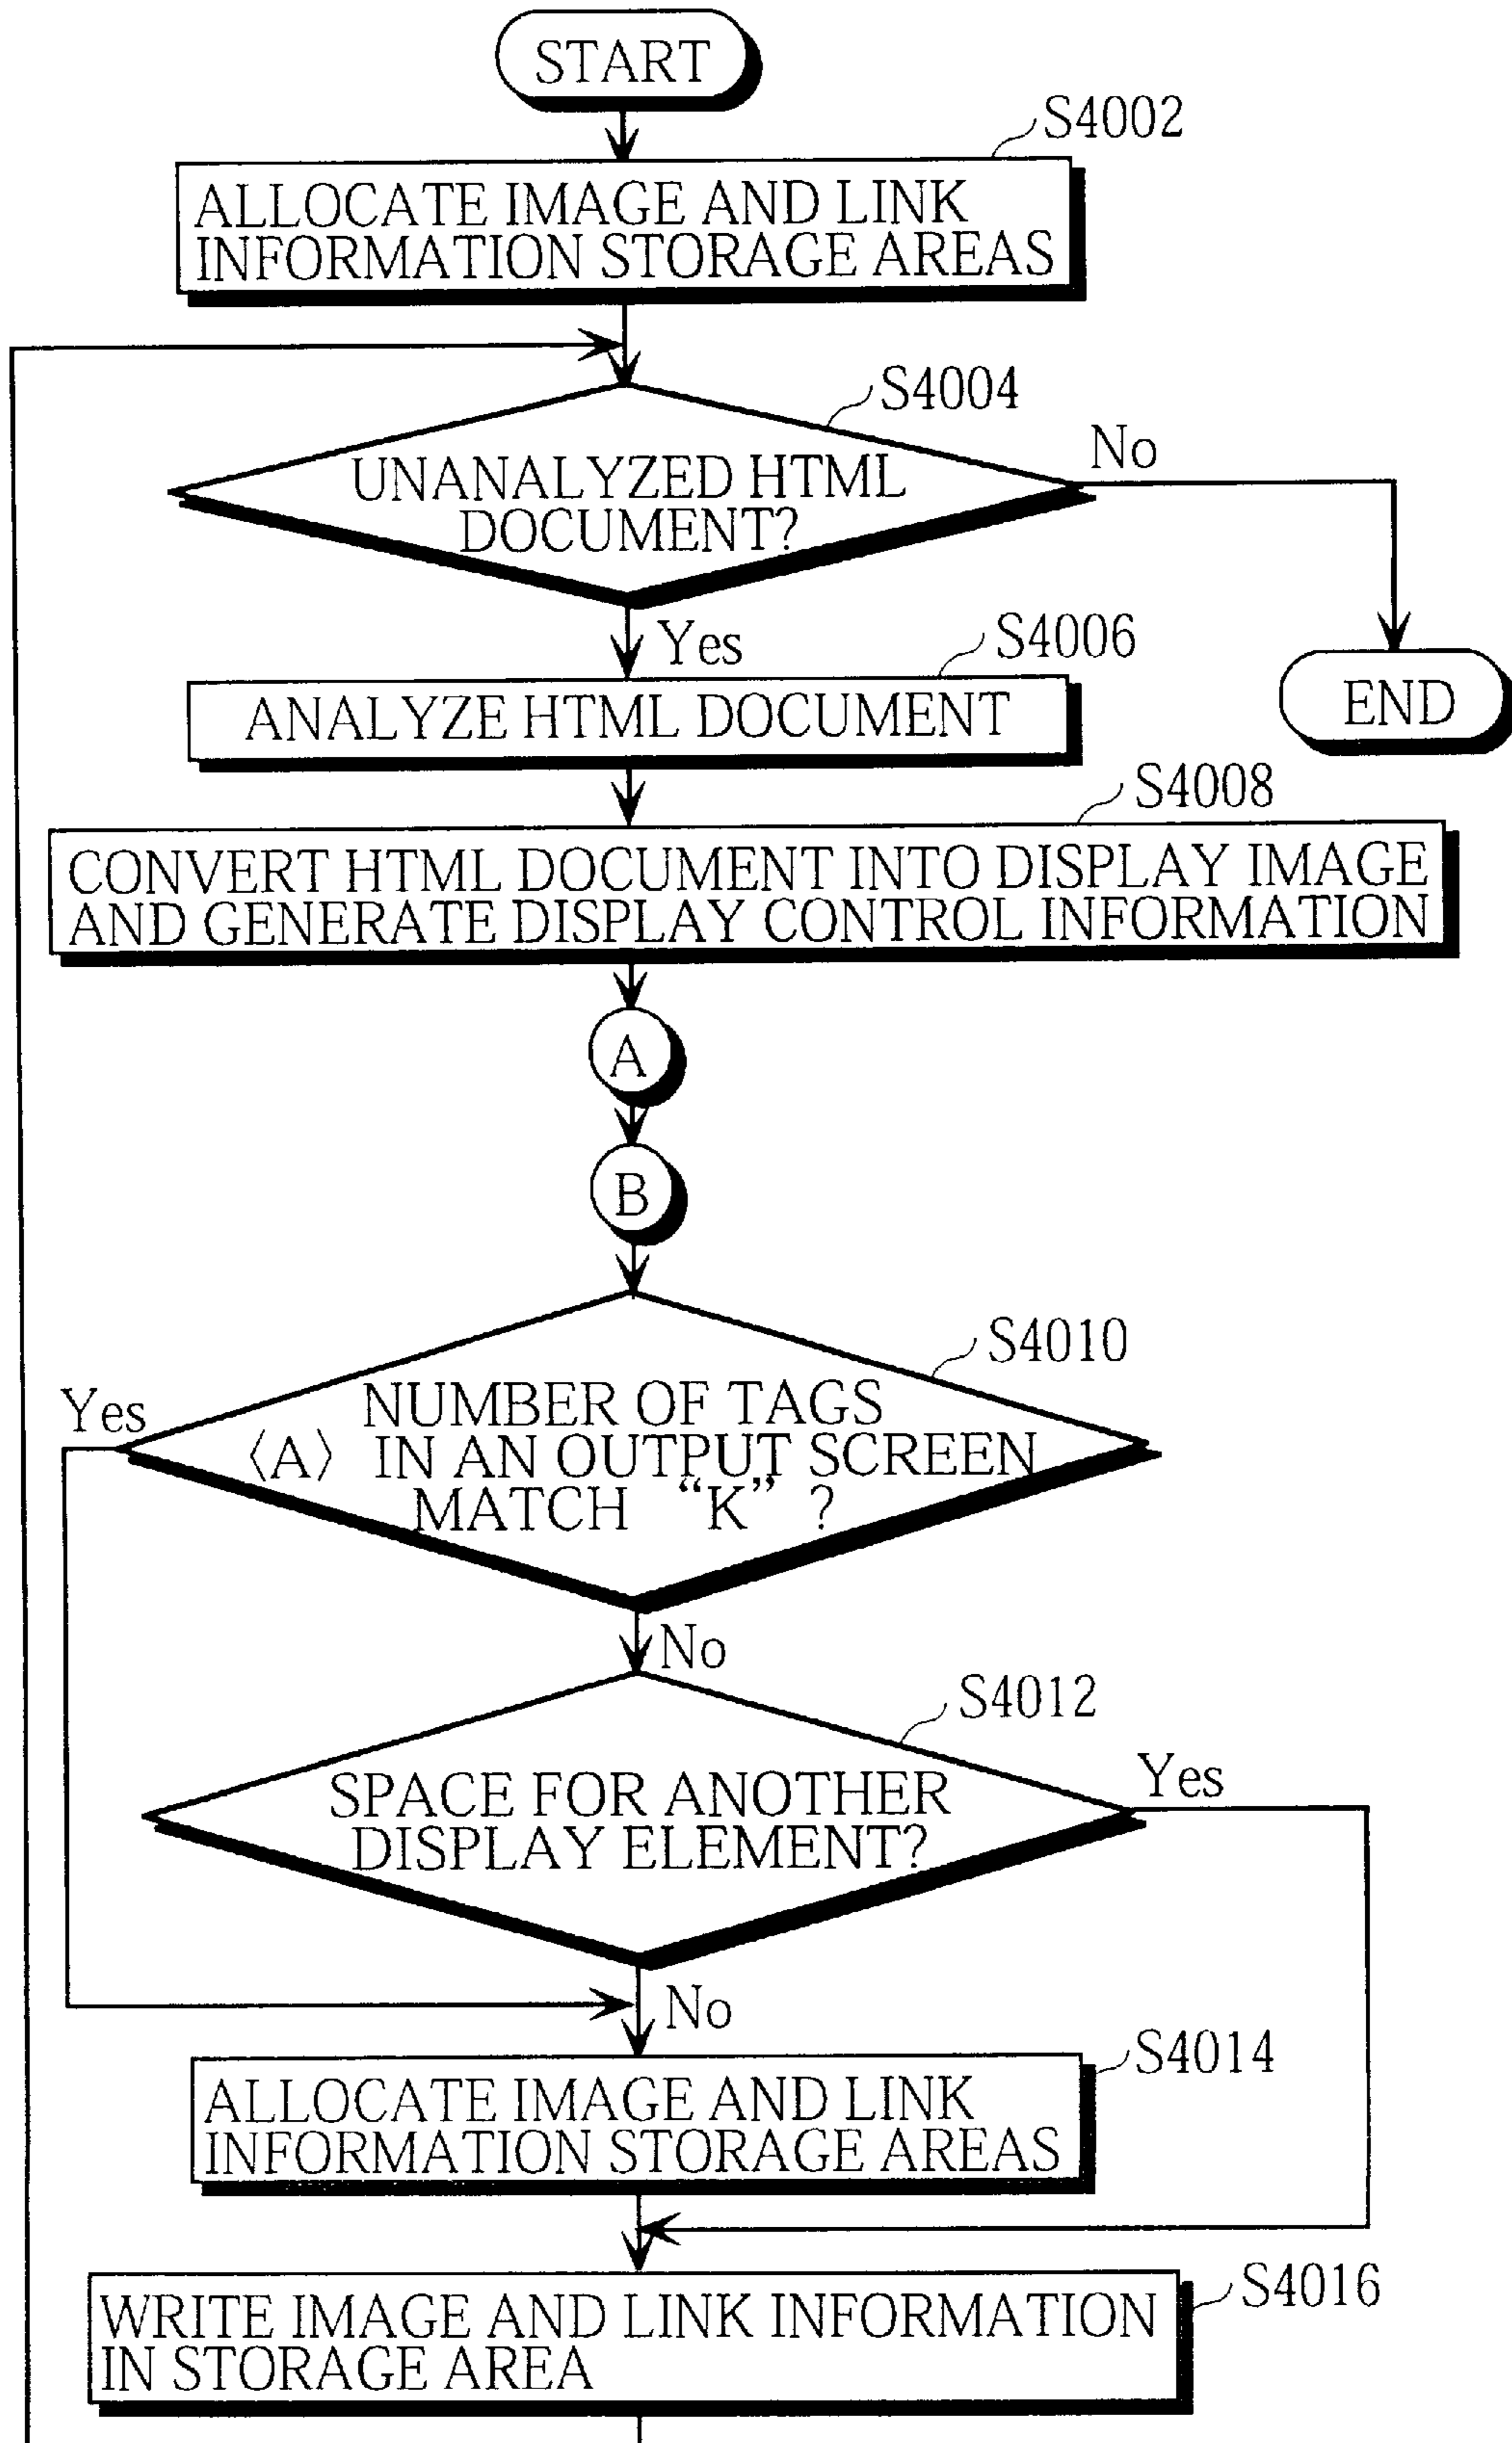 START
S4002
ALLOCATE IMAGE AND LINK
INFORMATION STORAGE AREAS
S4004
UNANALYZED HTML
DOCUMENT?
No
Yes
S4006
ANALYZE HTML DOCUMENT
END
S4008
CONVERT HTML DOCUMENT INTO DISPLAY IMAGE
AND GENERATE DISPLAY CONTROL INFORMATION
A
B
S4010
Yes
NUMBER OF TAGS
〈A〉 IN AN OUTPUT SCREEN
MATCH “K” ?
No
S4012
Yes
SPACE FOR ANOTHER
DISPLAY ELEMENT?
No
S4014
ALLOCATE IMAGE AND LINK
INFORMATION STORAGE AREAS
S4016
WRITE IMAGE AND LINK INFORMATION
IN STORAGE AREA